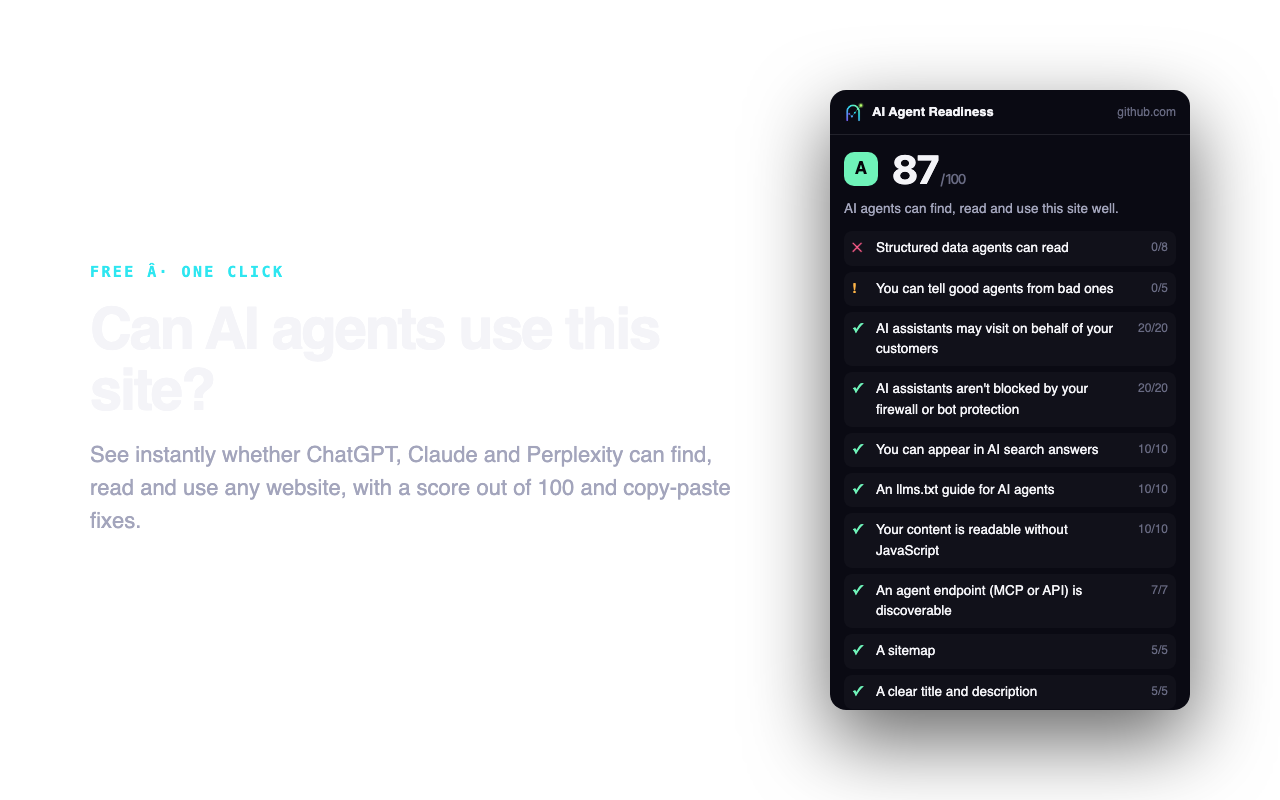 FREE Â· ONE CLICK
Can AI agents use this
site?
See instantly whether ChatGPT, Claude and Perplexity can find,
read and use any website, with a score out of 100 and copy-paste
fixes.
AI Agent Readiness github.com
A 87/100
AI agents can find, read and use this site well.
✕ Structured data agents can read 0/8
! You can tell good agents from bad ones 0/5
✓ AI assistants may visit on behalf of your 20/20
customers
✓ AI assistants aren't blocked by your 20/20
firewall or bot protection
✓ You can appear in AI search answers 10/10
✓ An llms.txt guide for AI agents 10/10
✓ Your content is readable without 10/10
JavaScript
✓ An agent endpoint (MCP or API) is 7/7
discoverable
✓ A sitemap 5/5
✓ A clear title and description 5/5